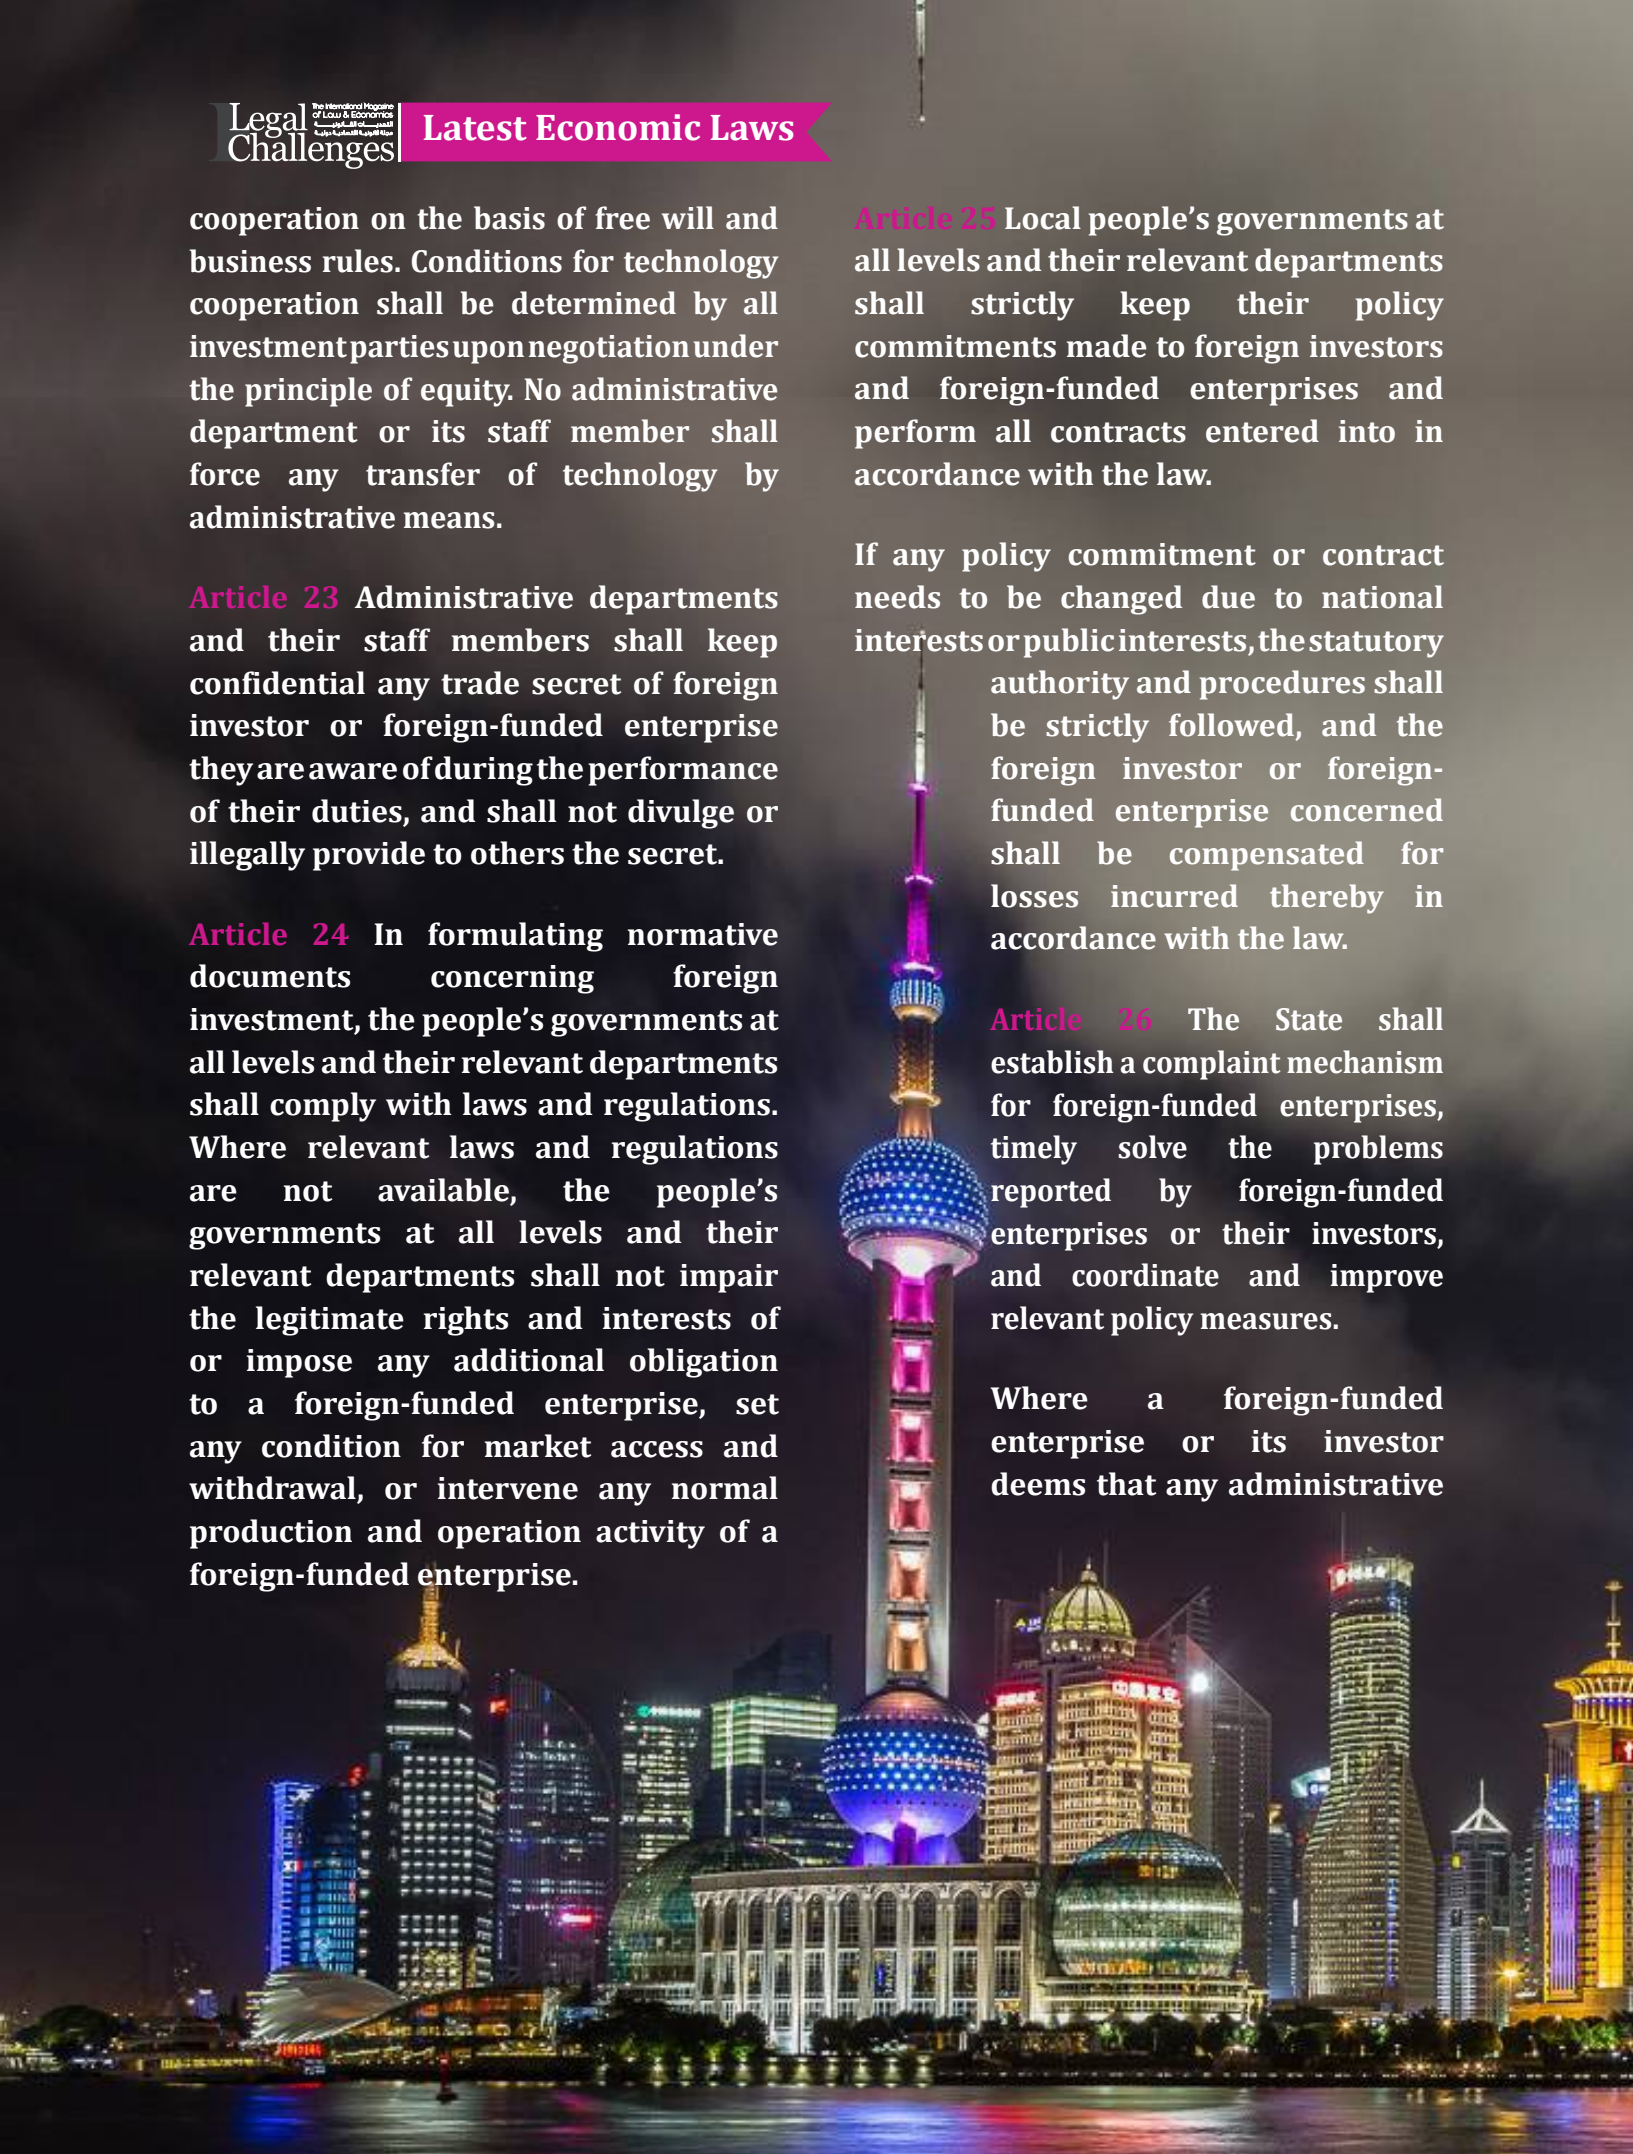 Legal
Challenges
The International Magazine
of Law & Economics
Latest Economic Laws
cooperation on the basis of free will and
business rules. Conditions for technology
cooperation shall be determined by all
investment parties upon negotiation under
the principle of equity. No administrative
department or its staff member shall
force any transfer of technology by
administrative means.
Article 23 Administrative departments
and their staff members shall keep
confidential any trade secret of foreign
investor or foreign-funded enterprise
they are aware of during the performance
of their duties, and shall not divulge or
illegally provide to others the secret.
Article 24 In formulating normative
documents concerning foreign
investment, the people’s governments at
all levels and their relevant departments
shall comply with laws and regulations.
Where relevant laws and regulations
are not available, the people’s
governments at all levels and their
relevant departments shall not impair
the legitimate rights and interests of
or impose any additional obligation
to a foreign-funded enterprise, set
any condition for market access and
withdrawal, or intervene any normal
production and operation activity of a
foreign-funded enterprise.
Article 25 Local people’s governments at
all levels and their relevant departments
shall strictly keep their policy
commitments made to foreign investors
and foreign-funded enterprises and
perform all contracts entered into in
accordance with the law.
If any policy commitment or contract
needs to be changed due to national
interests or public interests, the statutory
authority and procedures shall
be strictly followed, and the
foreign investor or foreign-
funded enterprise concerned
shall be compensated for
losses incurred thereby in
accordance with the law.
Article 26 The State shall
establish a complaint mechanism
for foreign-funded enterprises,
timely solve the problems
reported by foreign-funded
enterprises or their investors,
and coordinate and improve
relevant policy measures.
Where a foreign-funded
enterprise or its investor
deems that any administrative